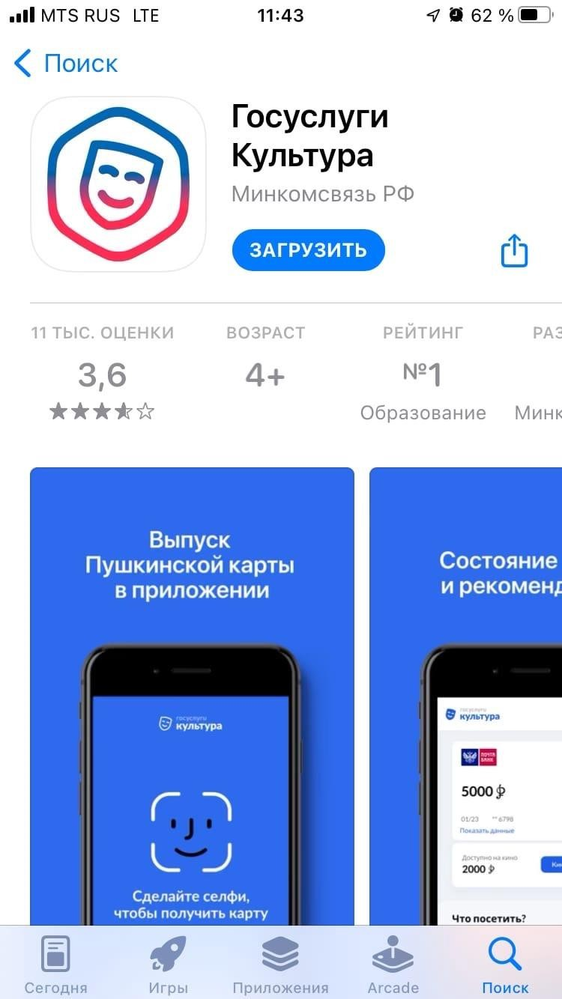 MTS RUS LTE 11:43 62 %
Поиск
Госуслуги
Культура
Минкомсвязь РФ
ЗАГРУЗИТЬ
11 ТЫС. ОЦЕНКИ ВОЗРАСТ РЕЙТИНГ РАЗ
3,6 4+ №1
Образование Минк
Выпуск
Пушкинской карты
в приложении
госуслуги
культура
Сделайте селфи,
чтобы получить карту
Состояние
и рекоменд
госуслуги
культура
ПОЧТА
БАНК
5000 ₽
01/23 ** 6798
Показать данные
Доступно на кино
2000 ₽
Ки
Что посетить?
Сегодня Игры Приложения Arcade Поиск